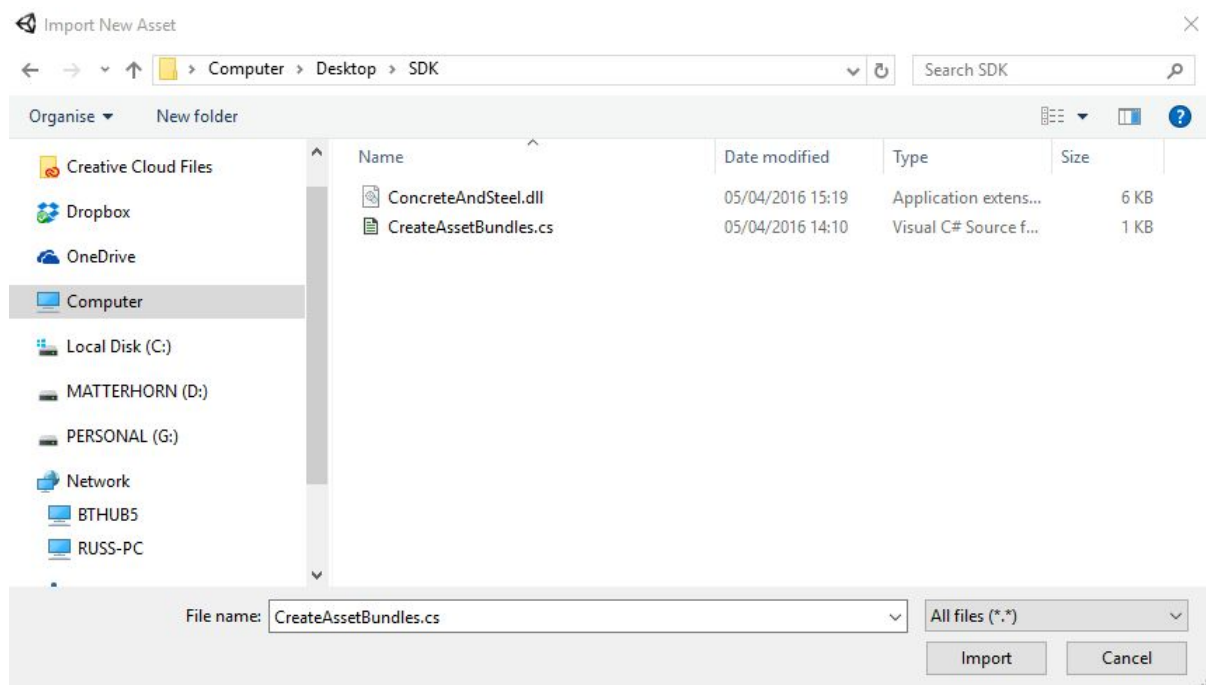 Import New Asset
Computer > Desktop > SDK
Search SDK
Organise
New folder
Creative Cloud Files
Dropbox
OneDrive
Computer
Local Disk (C:)
MATTERHORN (D:)
PERSONAL (G:)
Network
BTHUB5
RUSS-PC
Name Date modified Type Size
ConcreteAndSteel.dll 05/04/2016 15:19 Application extens... 6 KB
CreateAssetBundles.cs 05/04/2016 14:10 Visual C# Source f... 1 KB
File name: CreateAssetBundles.cs
All files (*.*)
Import Cancel